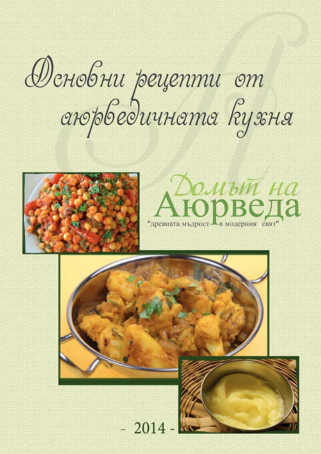 Основни рецепти от
аюрведичната кухня
Домът на
Аюрведа
"древната мъдрост – в модерния свят"
- 2014 -